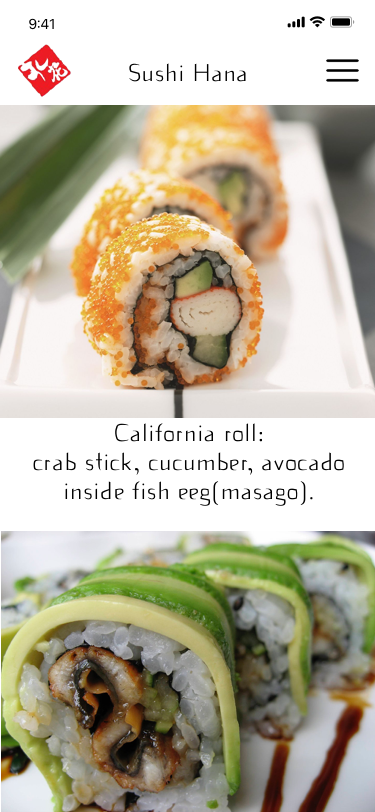 9:41
Sushi Hana
California roll:
crab stick, cucumber, avocado
inside fish eeg(masago).